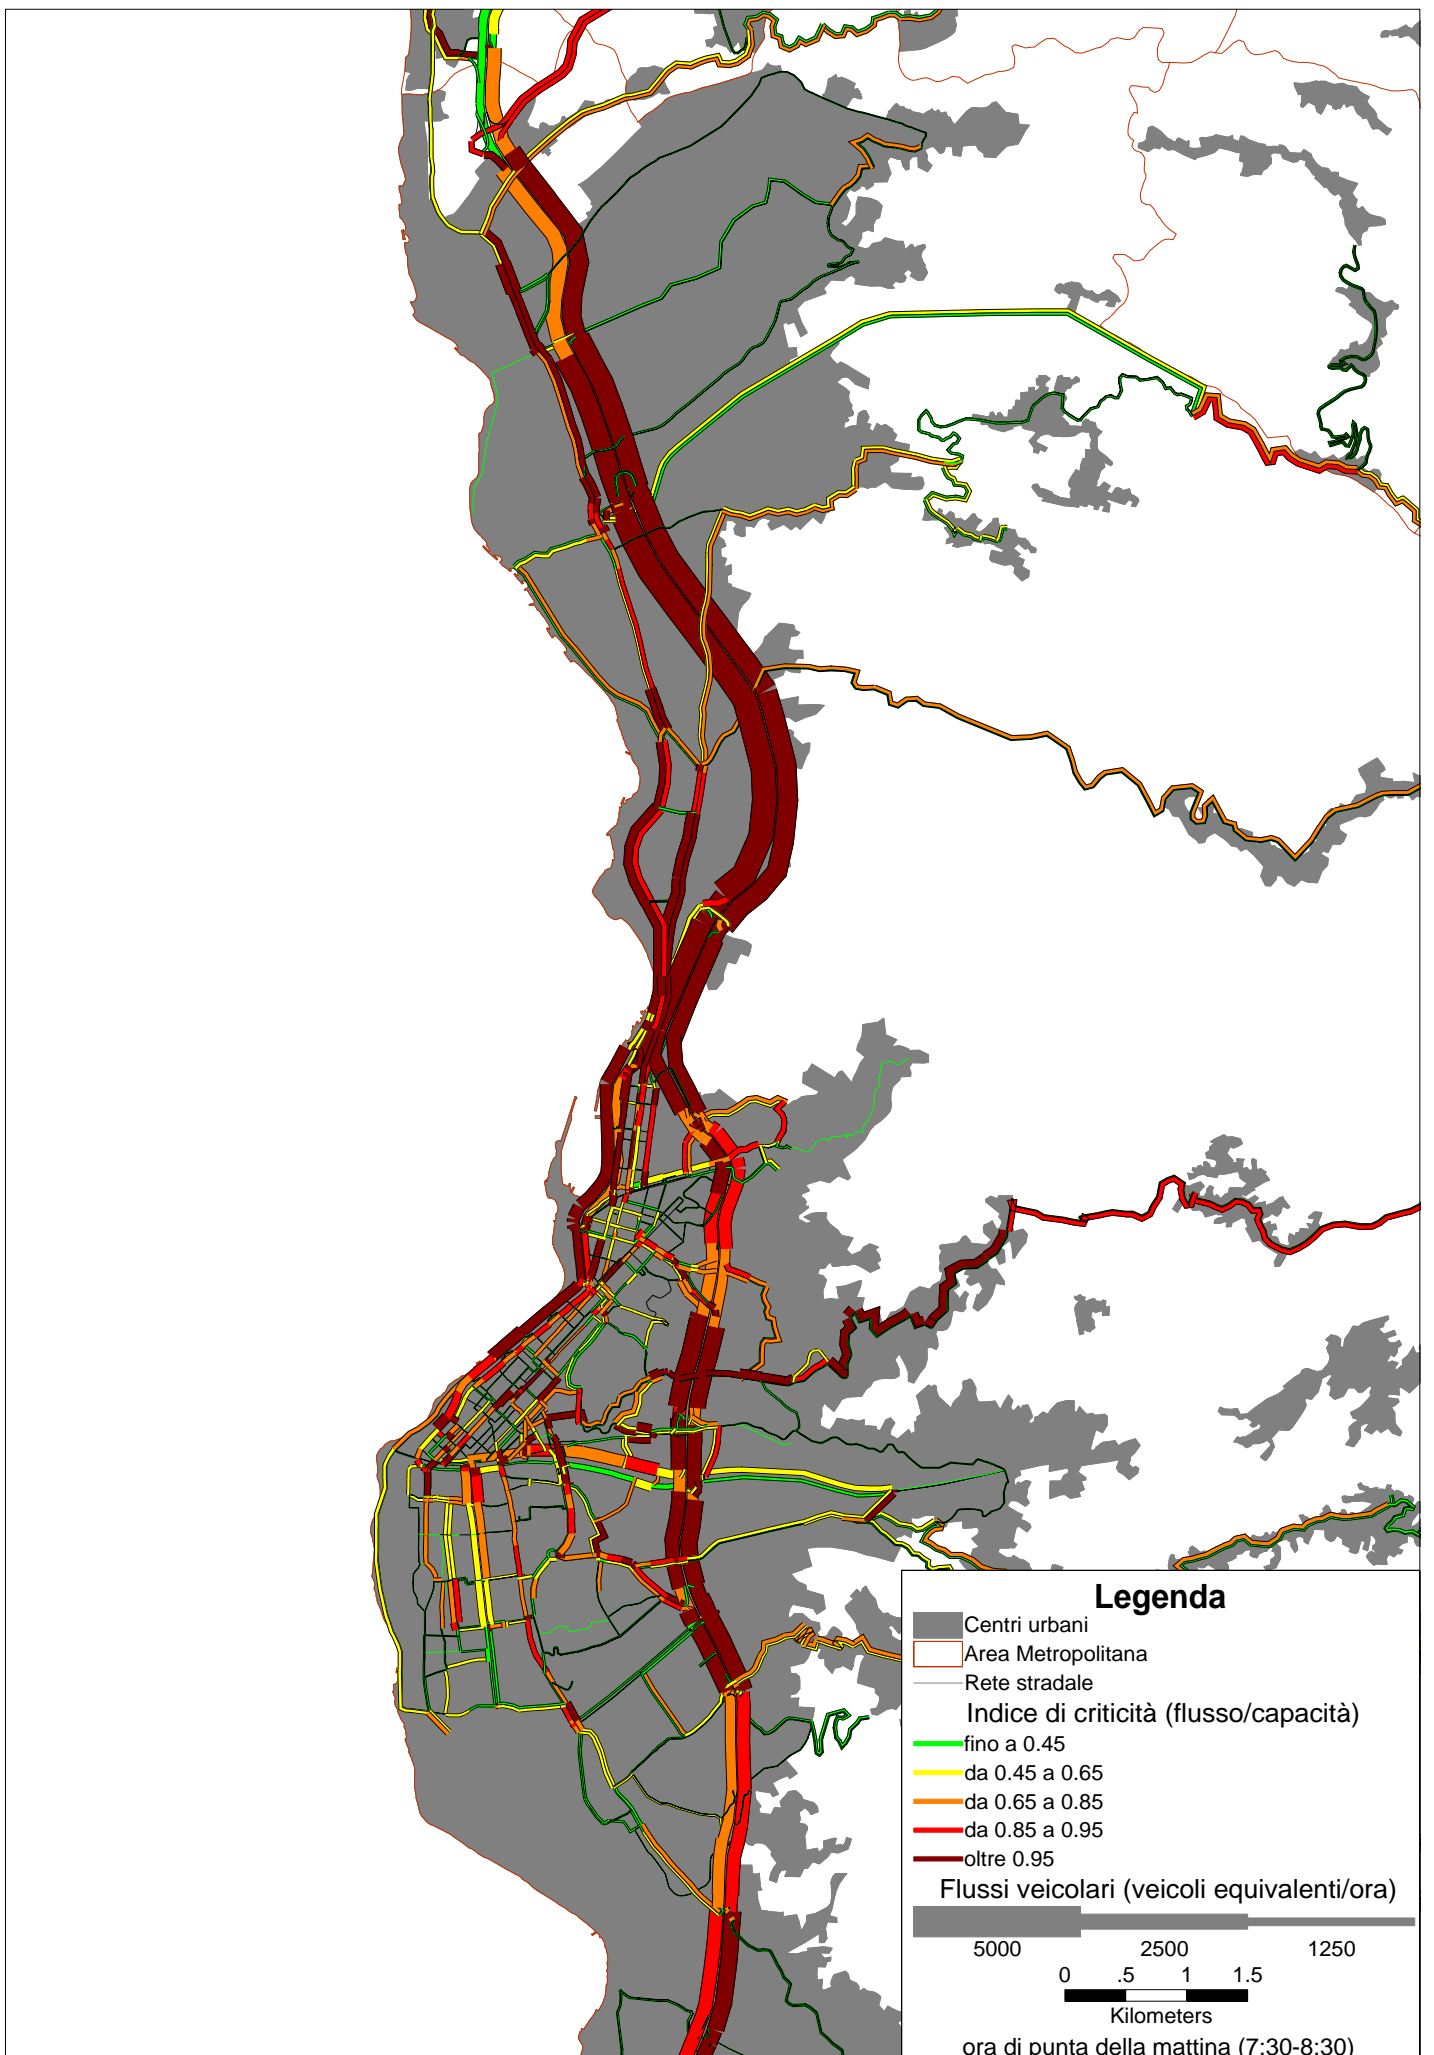 Legenda
Centri urbani
Area Metropolitana
Rete stradale
Indice di criticità (flusso/capacità)
fino a 0.45
da 0.45 a 0.65
da 0.65 a 0.85
da 0.85 a 0.95
oltre 0.95
Flussi veicolari (veicoli equivalenti/ora)
5000 2500 1250
0 .5 1 1.5
Kilometers
ora di punta della mattina (7:30-8:30)